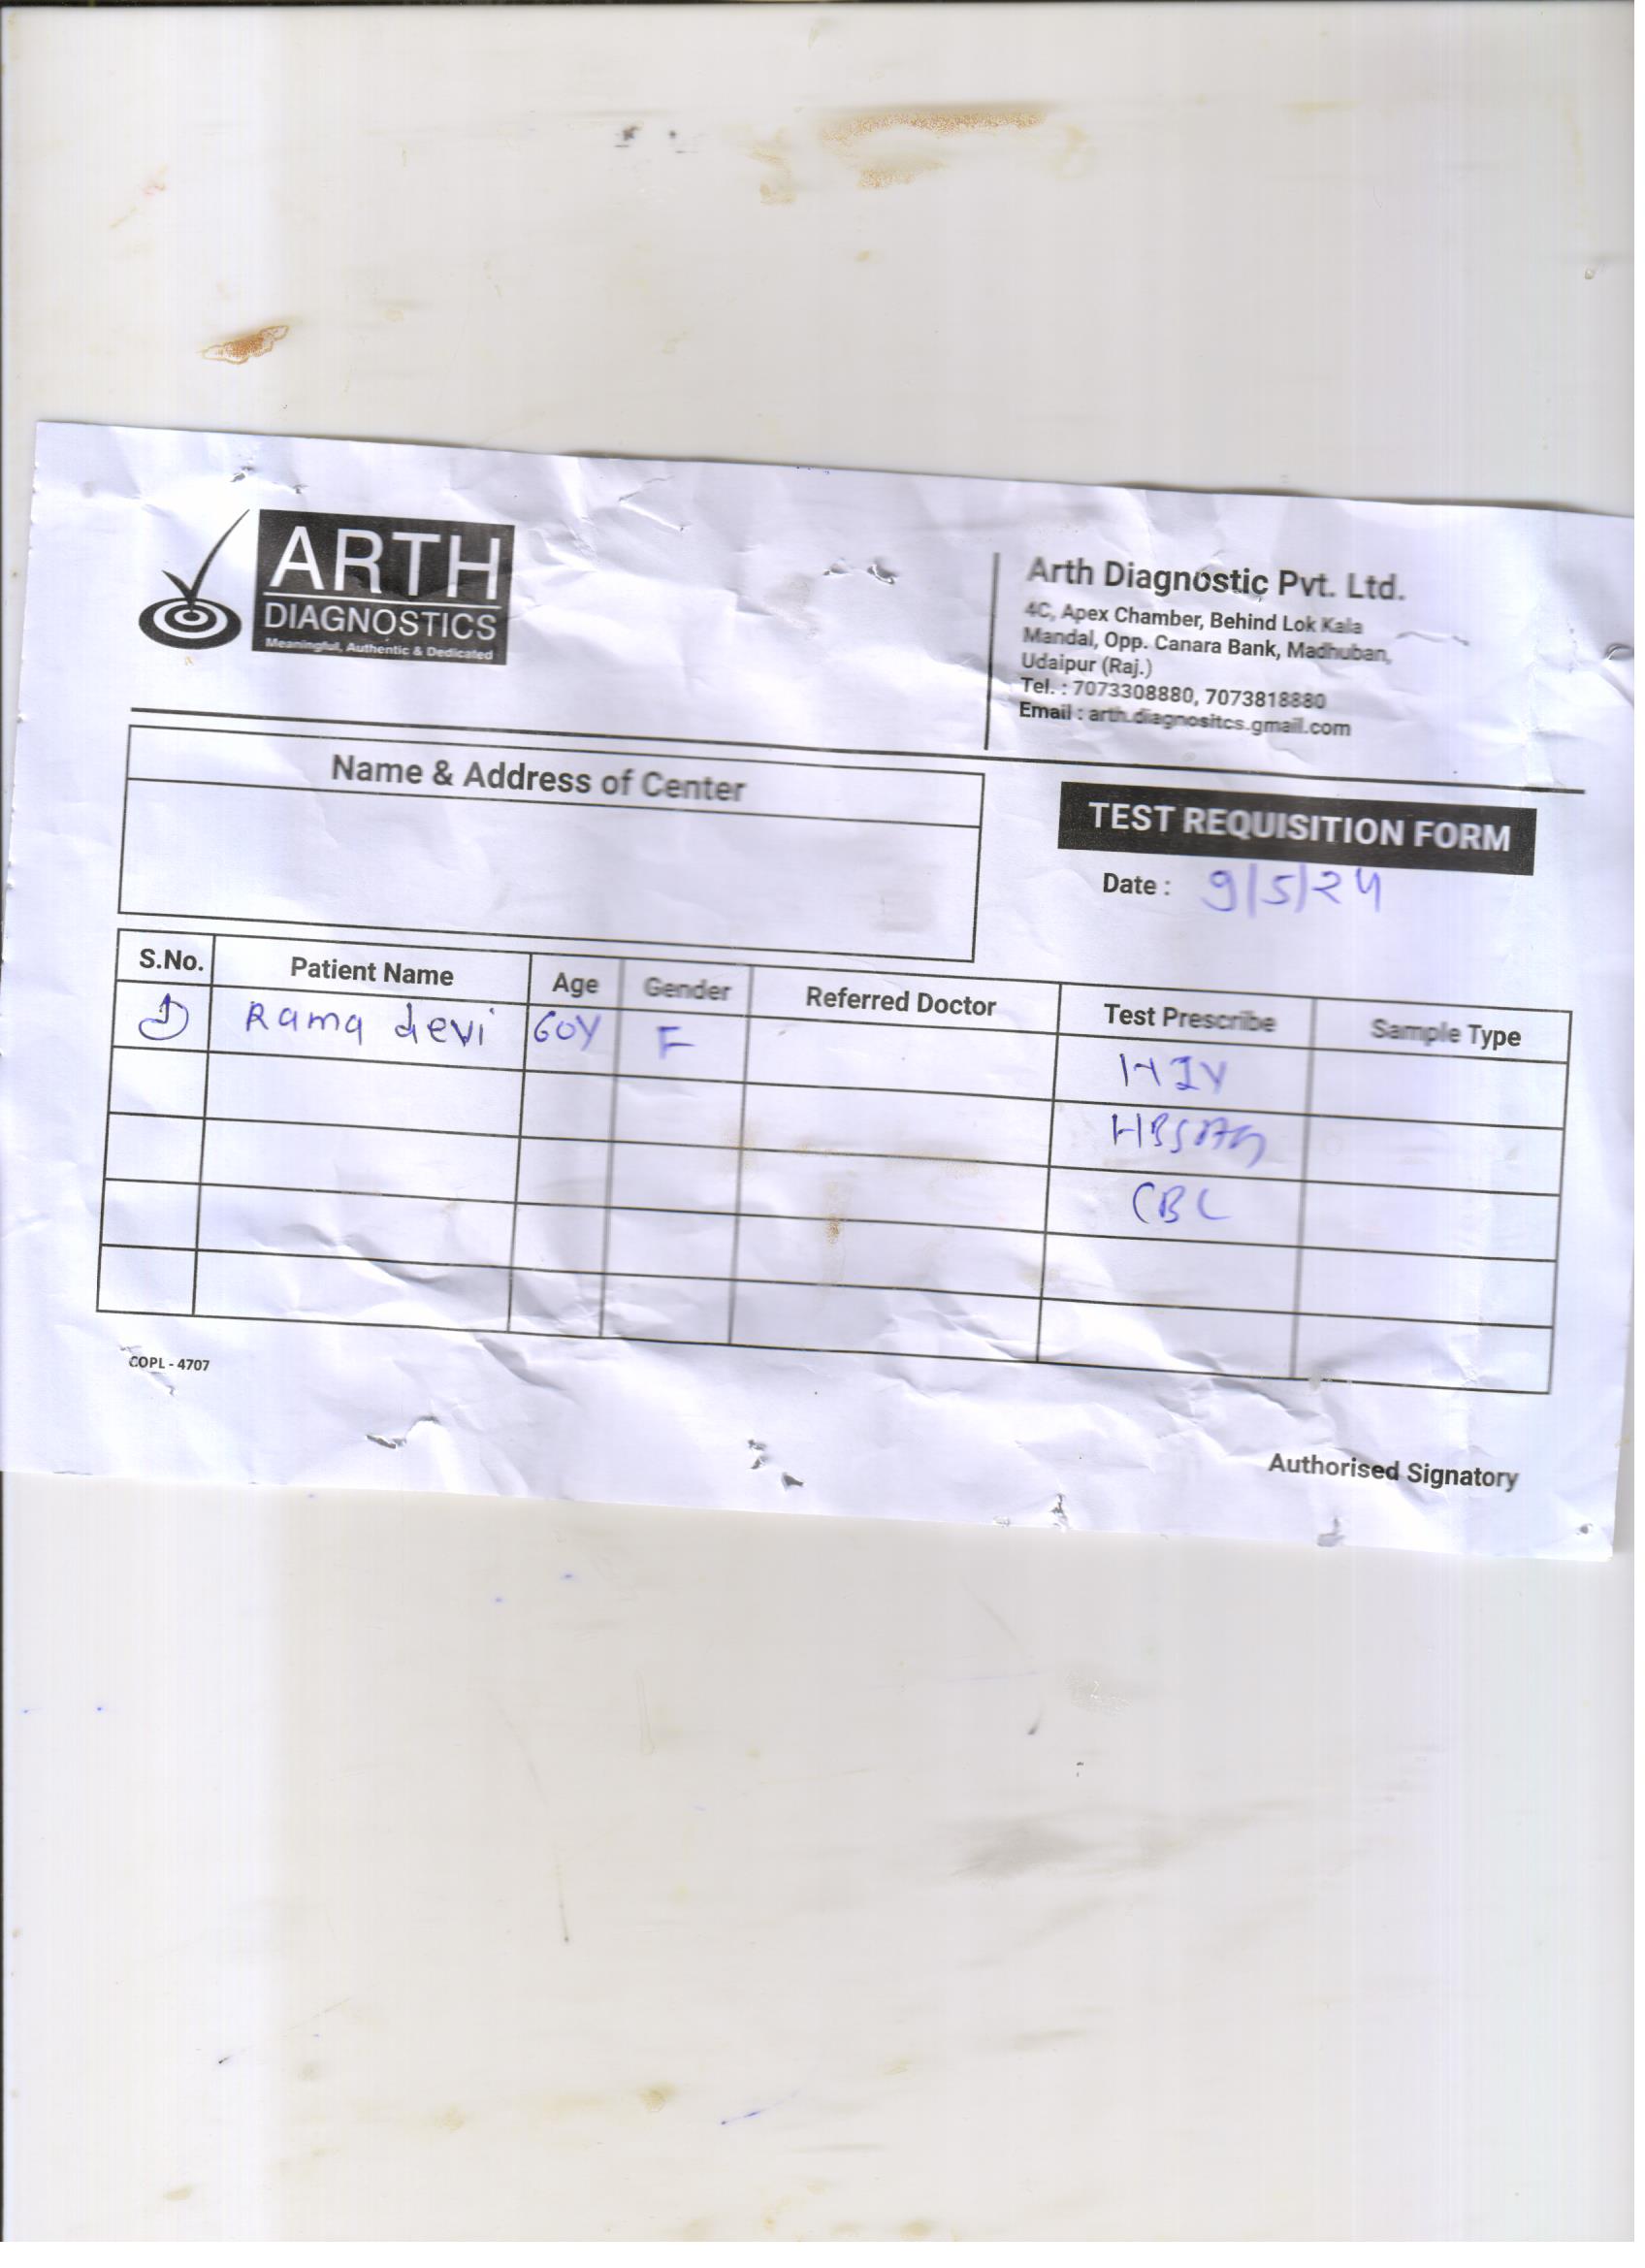 ARTH
DIAGNOSTICS
Meaningful, Authentic & Dedicated
Arth Diagnostic Pvt. Ltd.
4C, Apex Chamber, Behind Lok Kala
Mandal, Opp. Canara Bank, Madhuban,
Udaipur (Raj.)
Tel. : 7073308880, 7073818880
Email : arth.diagnositcs.gmail.com
Name & Address of Center
TEST REQUISITION FORM
Date : 9/5/24
S.No. Patient Name Age Gender Referred Doctor Test Prescribe Sample Type
1 Rama devi 60Y F HIV
HBSAg
CBC
COPL - 4707
Authorised Signatory